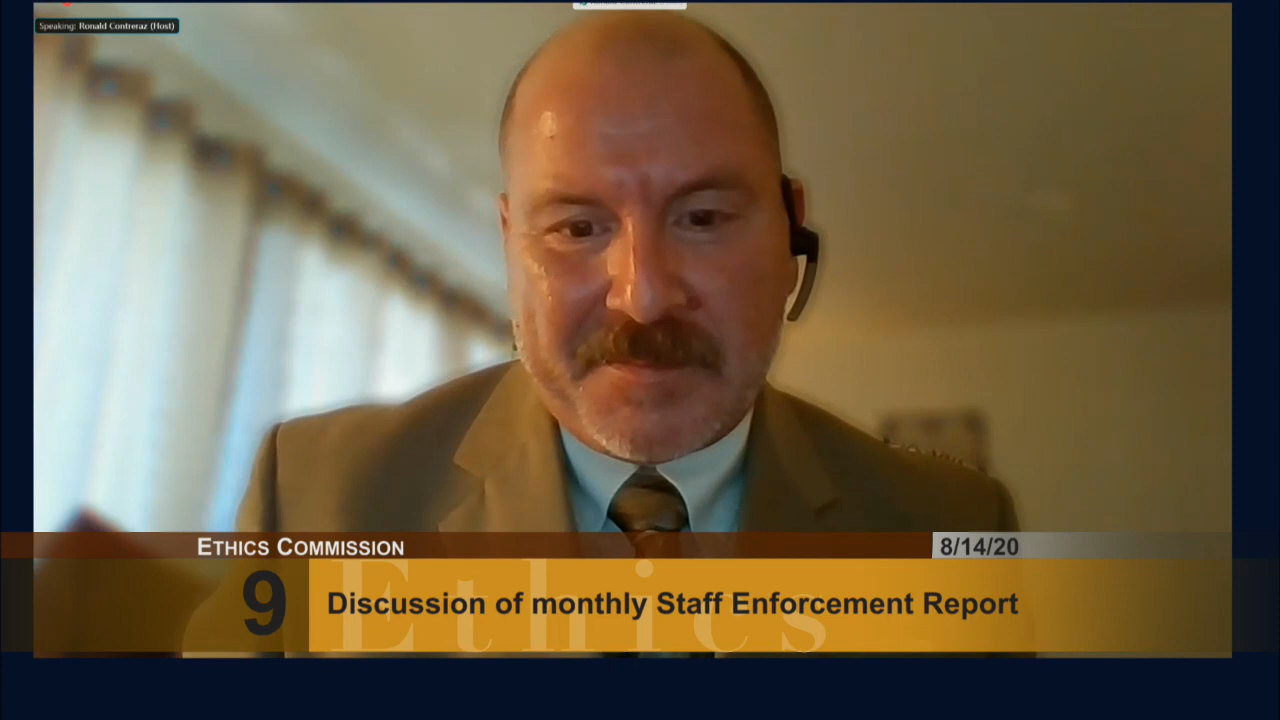 Speaking: Ronald Contreraz (Host)
ETHICS COMMISSION
8/14/20
9
Discussion of monthly Staff Enforcement Report
Ethics